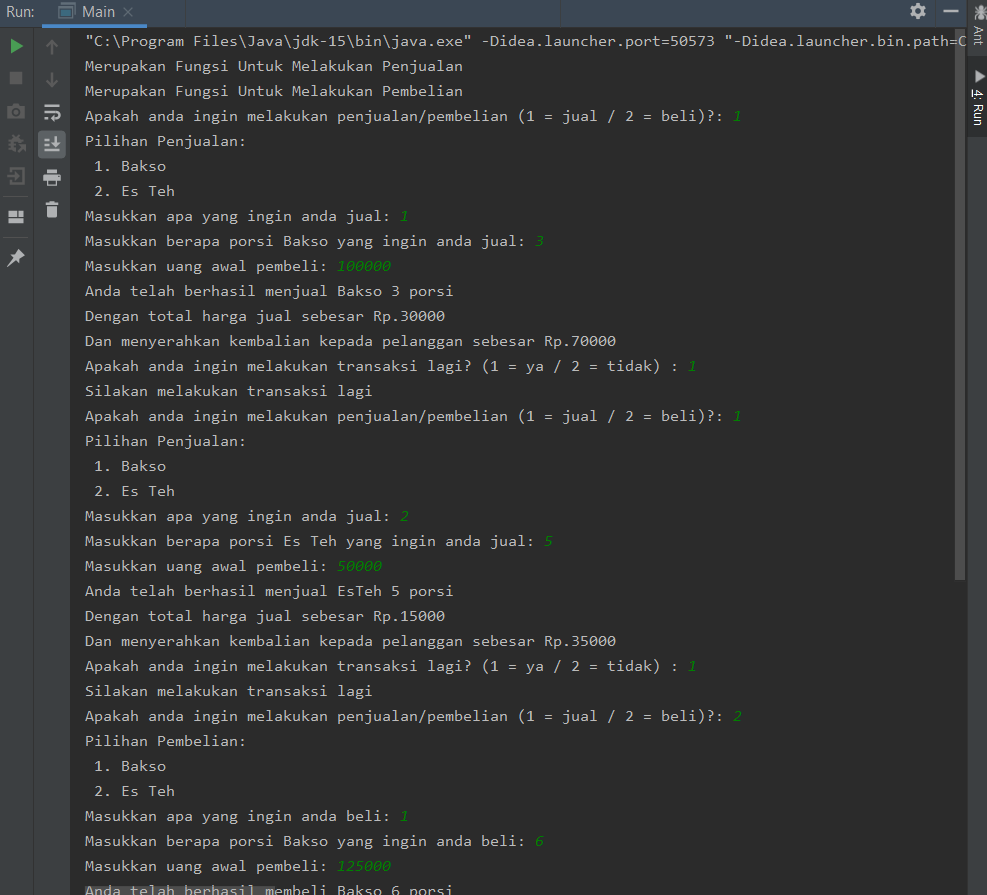 Run: Main
"C:\Program Files\Java\jdk-15\bin\java.exe" -Didea.launcher.port=50573 "-Didea.launcher.bin.path=C
Merupakan Fungsi Untuk Melakukan Penjualan
Merupakan Fungsi Untuk Melakukan Pembelian
Apakah anda ingin melakukan penjualan/pembelian (1 = jual / 2 = beli)?: 1
Pilihan Penjualan:
1. Bakso
2. Es Teh
Masukkan apa yang ingin anda jual: 1
Masukkan berapa porsi Bakso yang ingin anda jual: 3
Masukkan uang awal pembeli: 100000
Anda telah berhasil menjual Bakso 3 porsi
Dengan total harga jual sebesar Rp.30000
Dan menyerahkan kembalian kepada pelanggan sebesar Rp.70000
Apakah anda ingin melakukan transaksi lagi? (1 = ya / 2 = tidak) : 1
Silakan melakukan transaksi lagi
Apakah anda ingin melakukan penjualan/pembelian (1 = jual / 2 = beli)?: 1
Pilihan Penjualan:
1. Bakso
2. Es Teh
Masukkan apa yang ingin anda jual: 2
Masukkan berapa porsi Es Teh yang ingin anda jual: 5
Masukkan uang awal pembeli: 50000
Anda telah berhasil menjual EsTeh 5 porsi
Dengan total harga jual sebesar Rp.15000
Dan menyerahkan kembalian kepada pelanggan sebesar Rp.35000
Apakah anda ingin melakukan transaksi lagi? (1 = ya / 2 = tidak) : 1
Silakan melakukan transaksi lagi
Apakah anda ingin melakukan penjualan/pembelian (1 = jual / 2 = beli)?: 2
Pilihan Pembelian:
1. Bakso
2. Es Teh
Masukkan apa yang ingin anda beli: 1
Masukkan berapa porsi Bakso yang ingin anda beli: 6
Masukkan uang awal pembeli: 125000
Anda telah berhasil membeli Bakso 6 porsi
Ant
4: Run